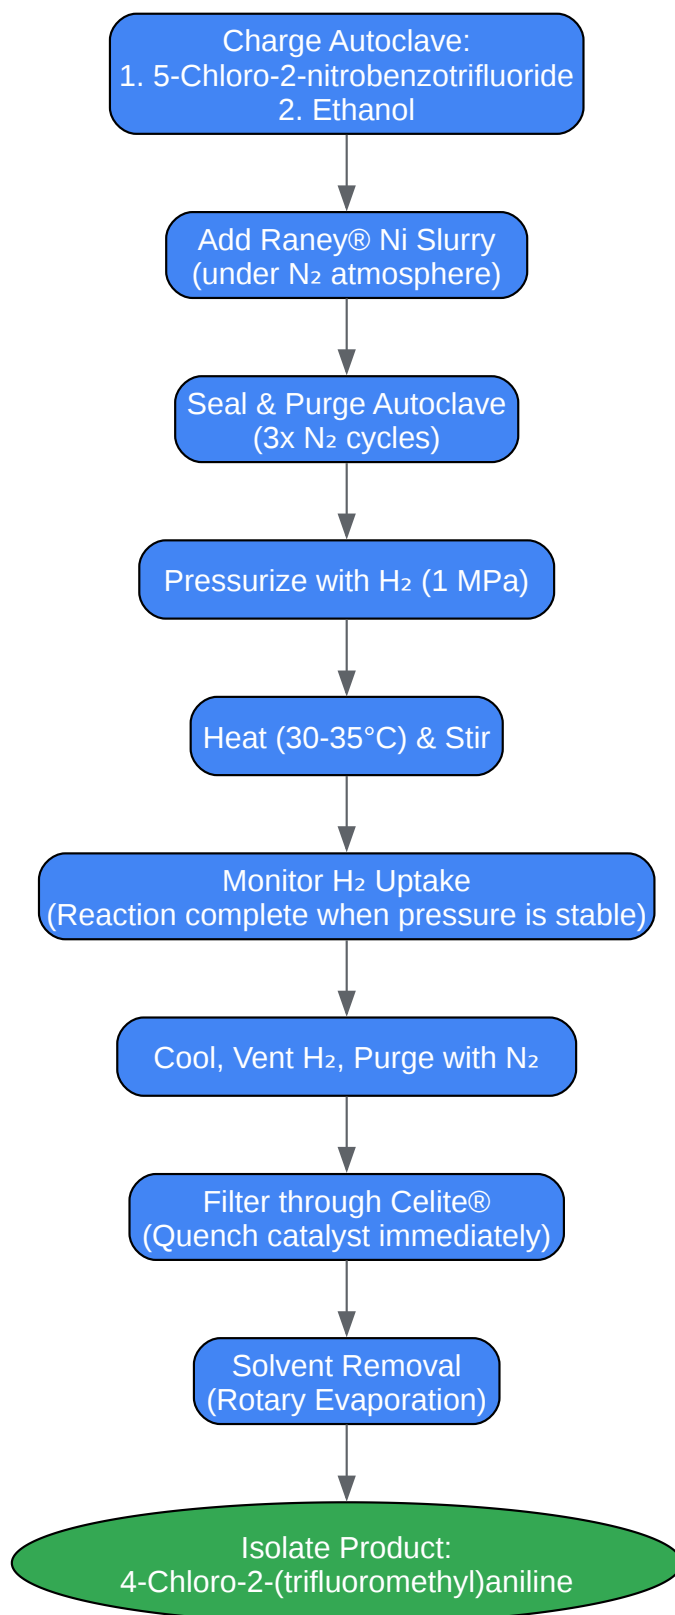 Charge Autoclave:
1. 5-Chloro-2-nitrobenzotrifluoride
2. Ethanol
Add Raney® Ni Slurry
(under N₂ atmosphere)
Seal & Purge Autoclave
(3x N₂ cycles)
Pressurize with H₂ (1 MPa)
Heat (30-35°C) & Stir
Monitor H₂ Uptake
(Reaction complete when pressure is stable)
Cool, Vent H₂, Purge with N₂
Filter through Celite®
(Quench catalyst immediately)
Solvent Removal
(Rotary Evaporation)
Isolate Product:
4-Chloro-2-(trifluoromethyl)aniline